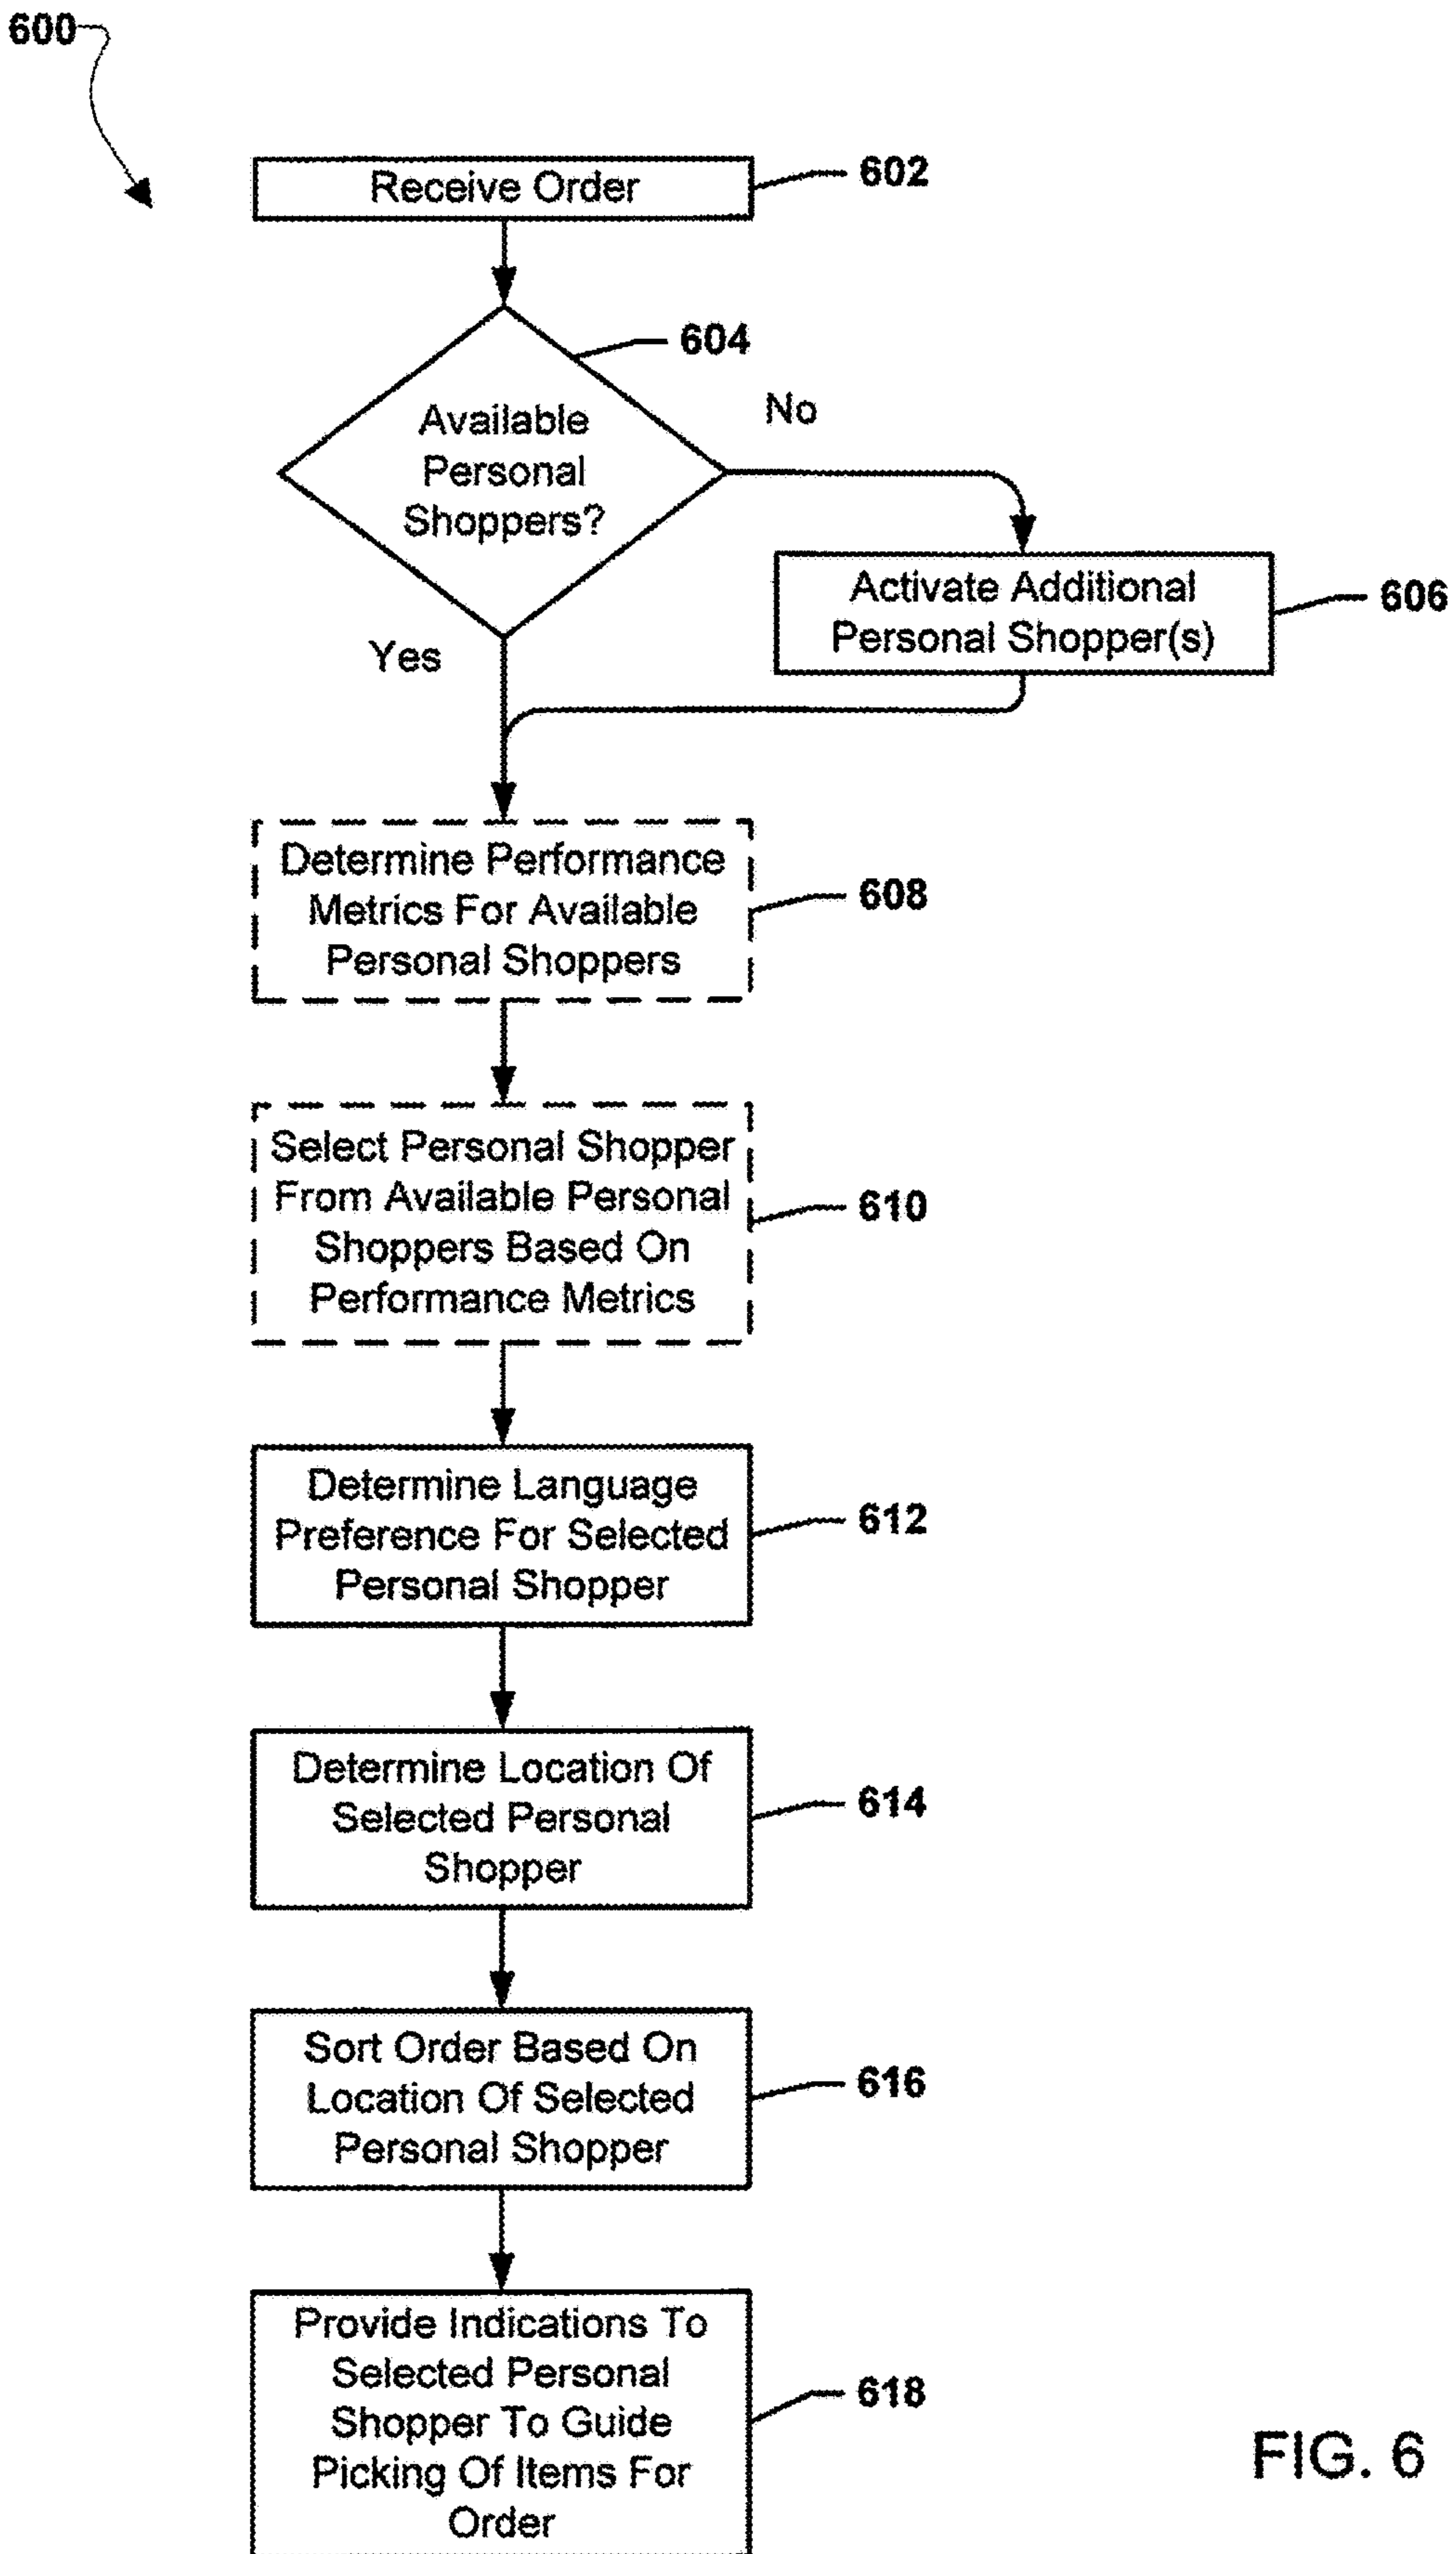 600
Receive Order
602
604
Available
Personal
Shoppers?
No
Activate Additional
Personal Shopper(s)
606
Yes
Determine Performance
Metrics For Available
Personal Shoppers
608
Select Personal Shopper
From Available Personal
Shoppers Based On
Performance Metrics
610
Determine Language
Preference For Selected
Personal Shopper
612
Determine Location Of
Selected Personal
Shopper
614
Sort Order Based On
Location Of Selected
Personal Shopper
616
Provide Indications To
Selected Personal
Shopper To Guide
Picking Of Items For
Order
618
FIG. 6